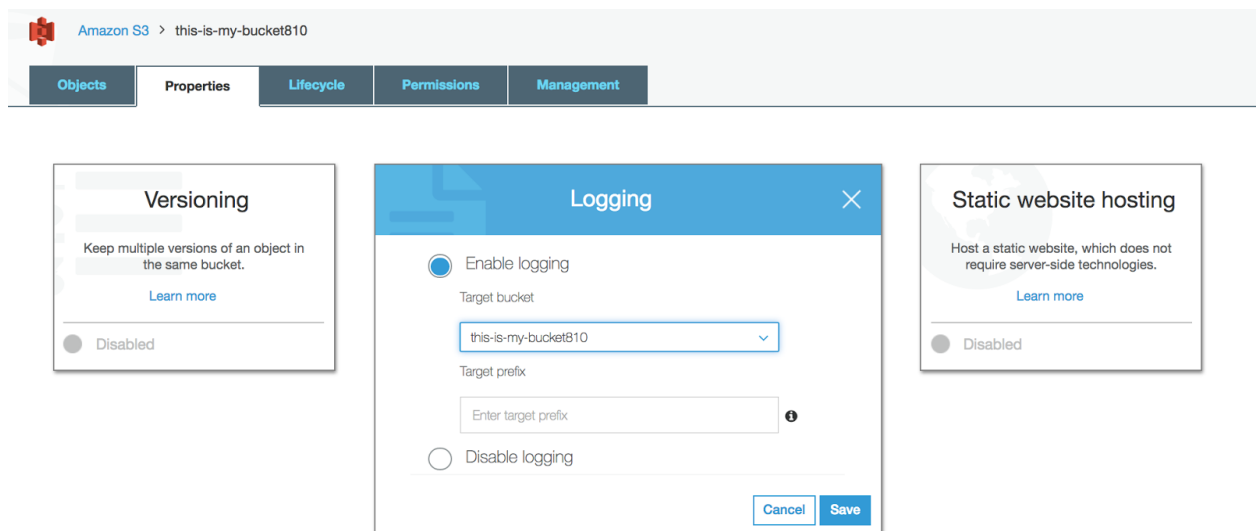 Amazon S3 > this-is-my-bucket810
Objects Properties Lifecycle Permissions Management
Versioning
Keep multiple versions of an object in
the same bucket.
Learn more
Disabled
Logging
Enable logging
Target bucket
this-is-my-bucket810
Target prefix
Enter target prefix
Disable logging
Cancel Save
Static website hosting
Host a static website, which does not
require server-side technologies.
Learn more
Disabled